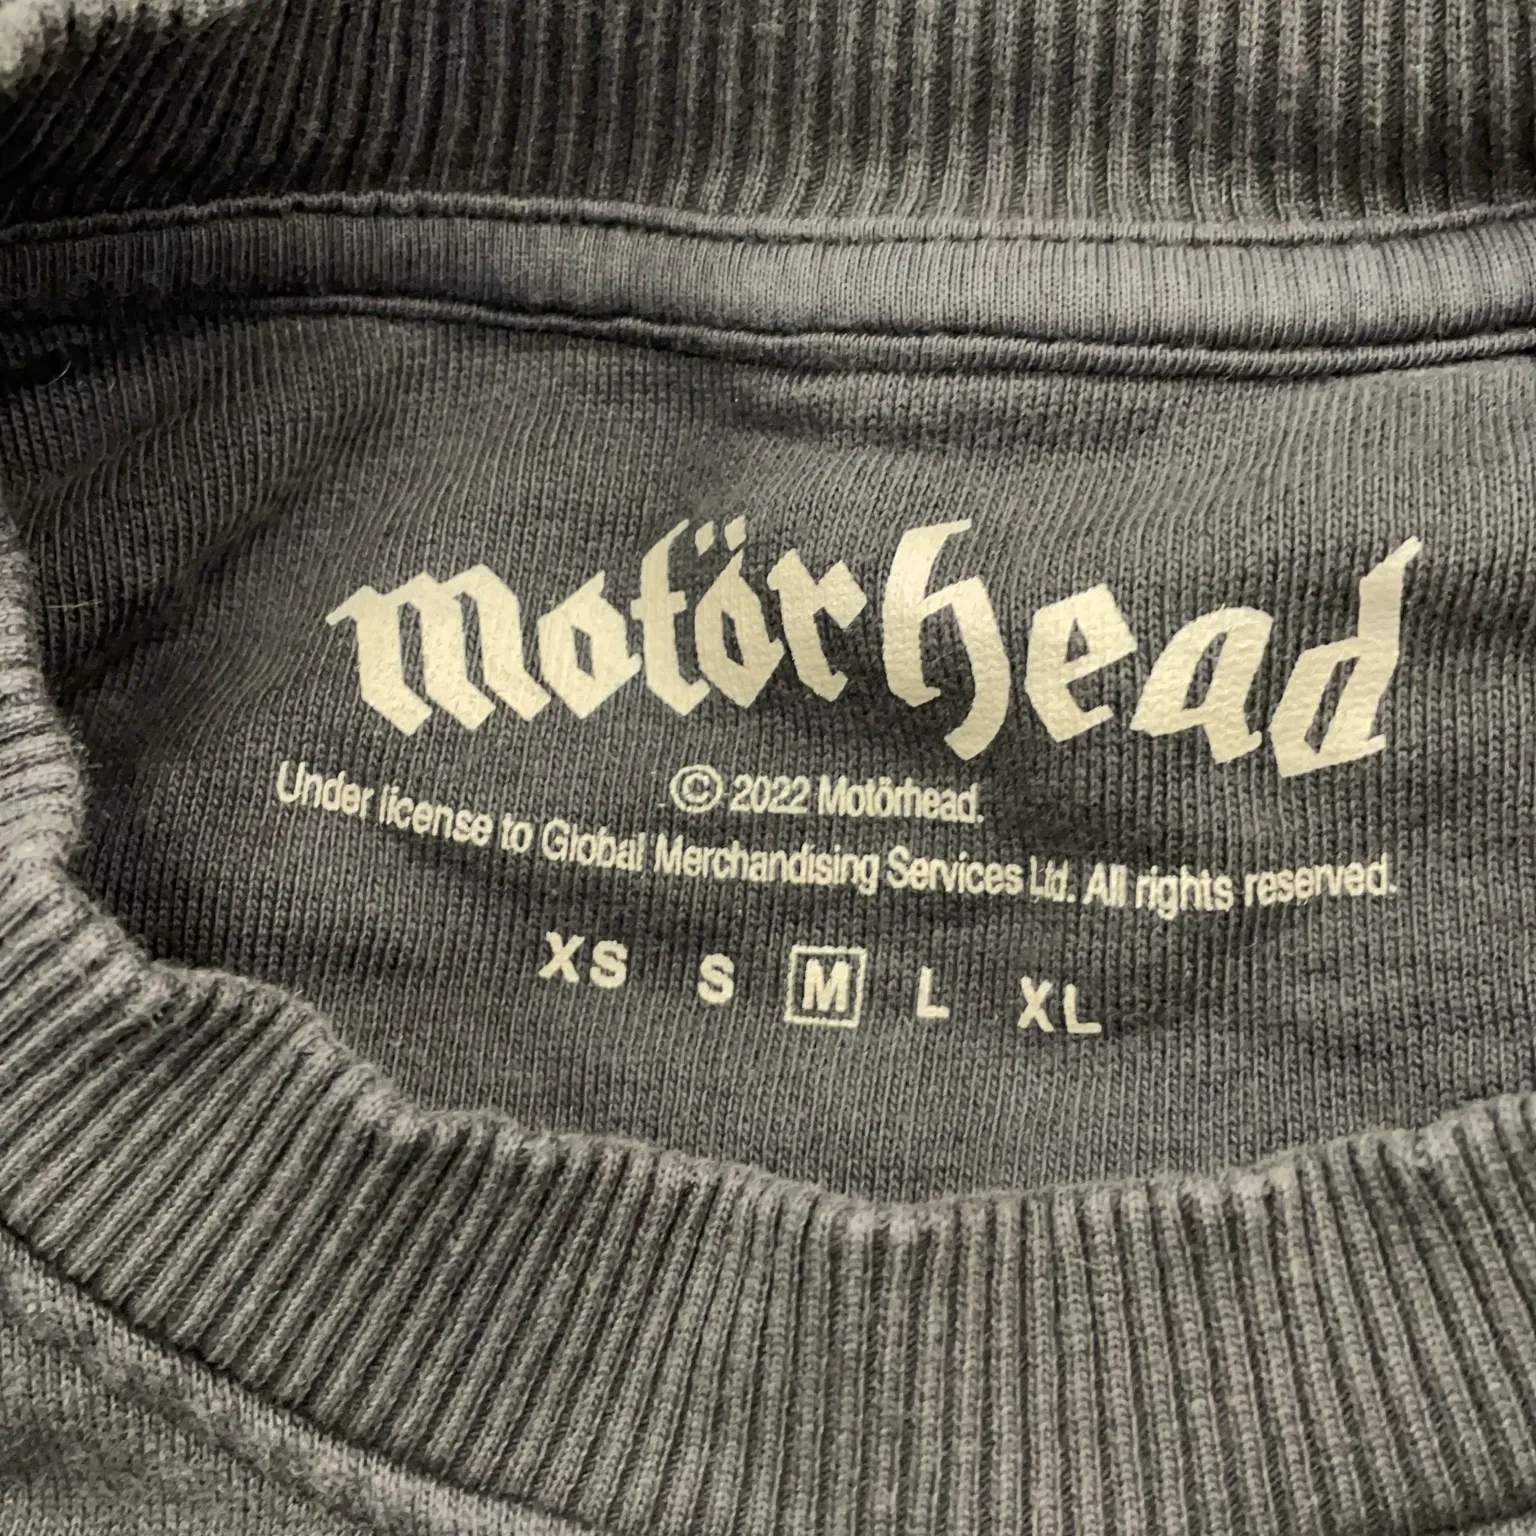 Motörhead
© 2022 Motörhead.
Under license to Global Merchandising Services Ltd. All rights reserved.
XS S M L XL